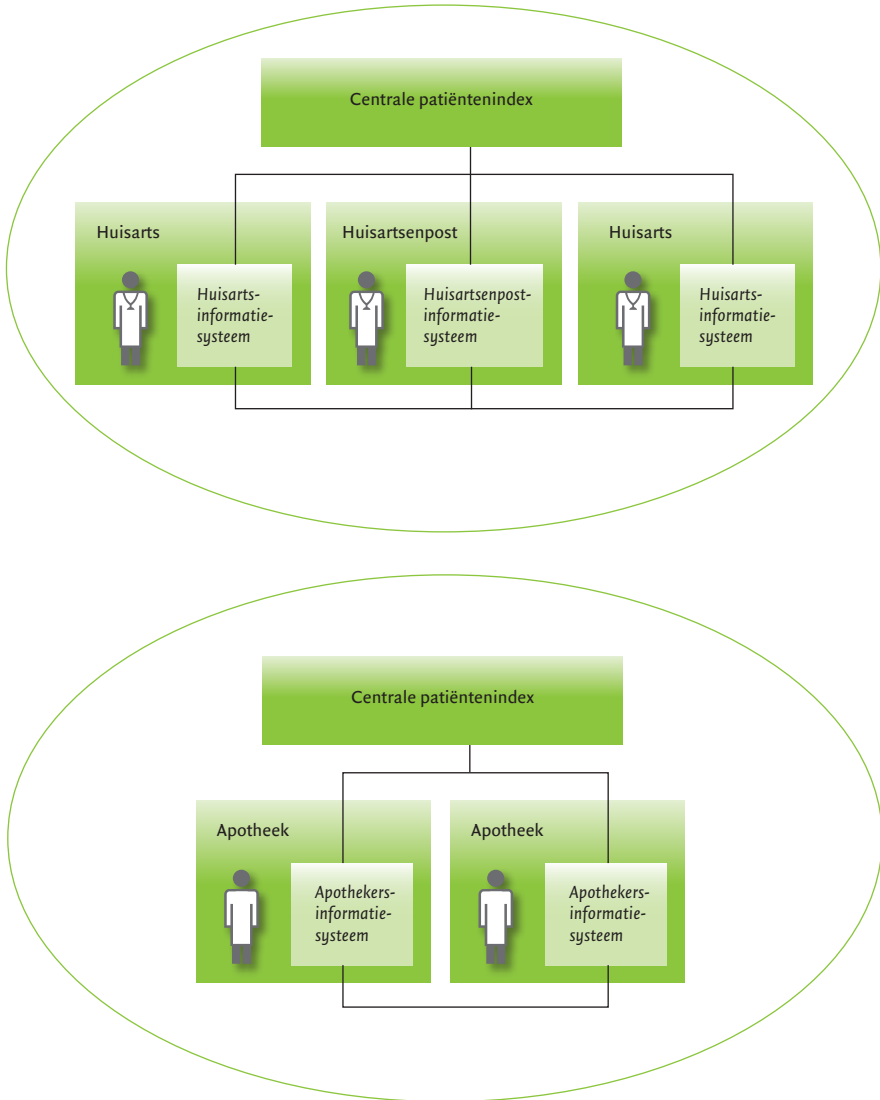 Centrale patiëntenindex
Huisarts
Huisarts-
informatie-
systeem
Huisartsenpost
Huisartsenpost-
informatie-
systeem
Huisarts
Huisarts-
informatie-
systeem
Centrale patiëntenindex
Apotheek
Apothekers-
informatie-
systeem
Apotheek
Apothekers-
informatie-
systeem